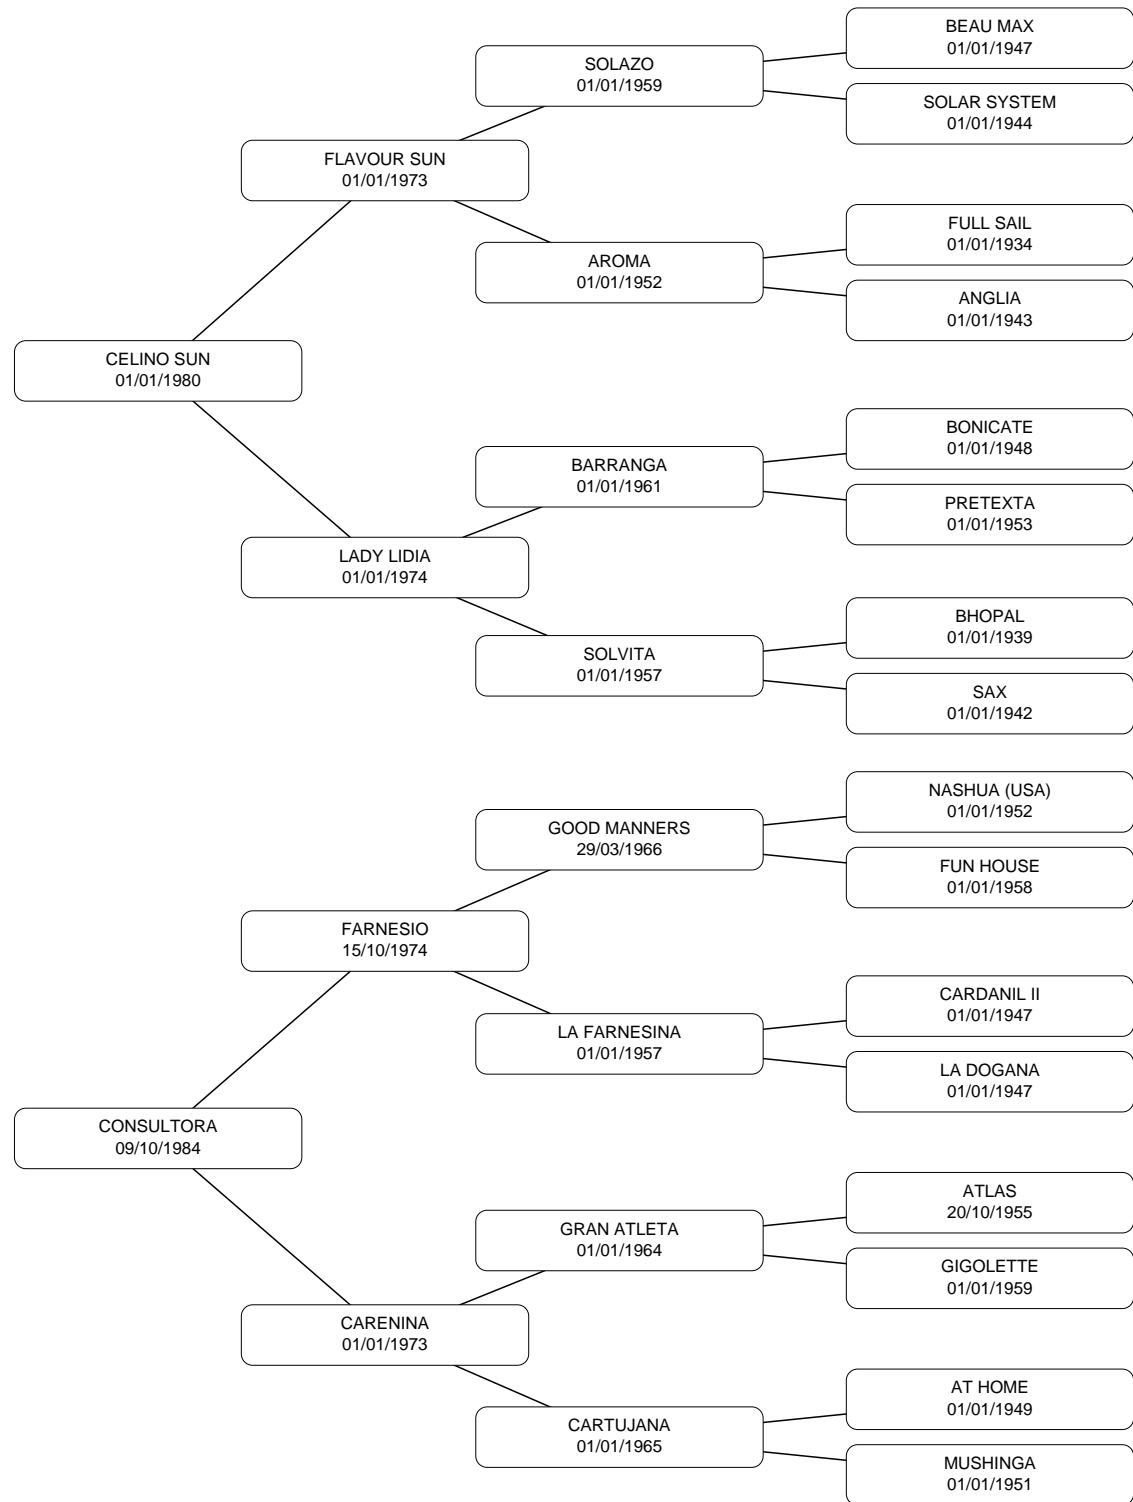 BEAU MAX
01/01/1947
SOLAZO
01/01/1959
SOLAR SYSTEM
01/01/1944
FLAVOUR SUN
01/01/1973
FULL SAIL
01/01/1934
AROMA
01/01/1952
ANGLIA
01/01/1943
CELINO SUN
01/01/1980
BONICATE
01/01/1948
BARRANGA
01/01/1961
PRETEXTA
01/01/1953
LADY LIDIA
01/01/1974
BHOPAL
01/01/1939
SOLVITA
01/01/1957
SAX
01/01/1942
NASHUA (USA)
01/01/1952
GOOD MANNERS
29/03/1966
FUN HOUSE
01/01/1958
FARNESIO
15/10/1974
CARDANIL II
01/01/1947
LA FARNESINA
01/01/1957
LA DOGANA
01/01/1947
CONSULTORA
09/10/1984
ATLAS
20/10/1955
GRAN ATLETA
01/01/1964
GIGOLETTE
01/01/1959
CARENINA
01/01/1973
AT HOME
01/01/1949
CARTUJANA
01/01/1965
MUSHINGA
01/01/1951